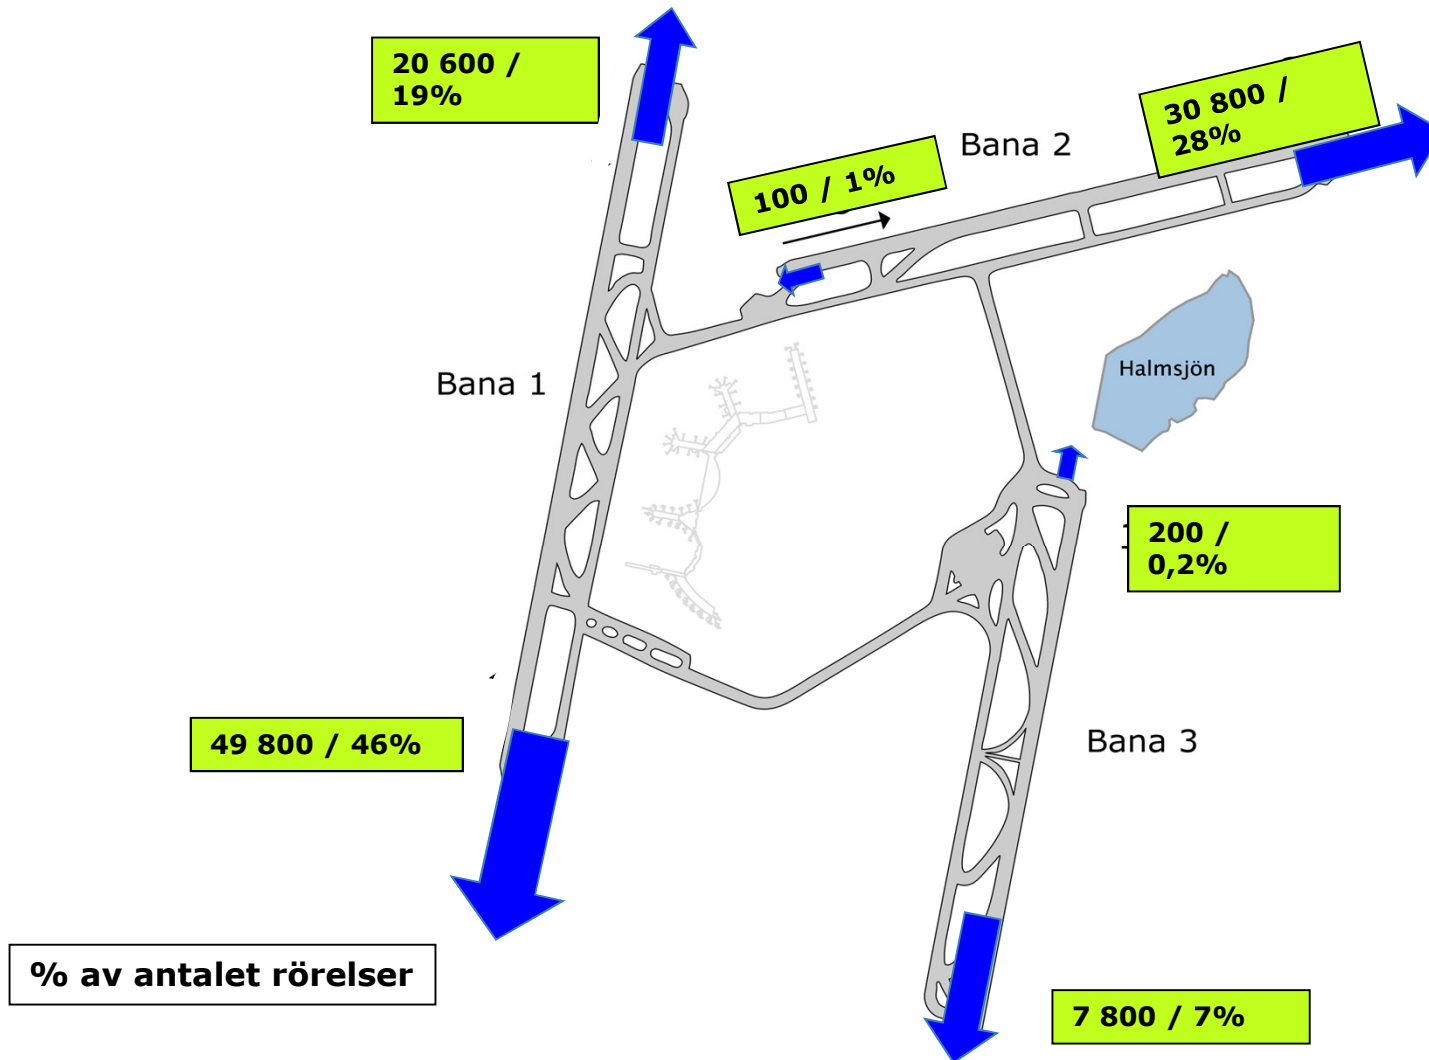 20 600 /
19%
30 800 /
28%
Bana 2
100 / 1%
Halmsjön
Bana 1
200 /
0,2%
49 800 / 46%
Bana 3
% av antalet rörelser
7 800 / 7%